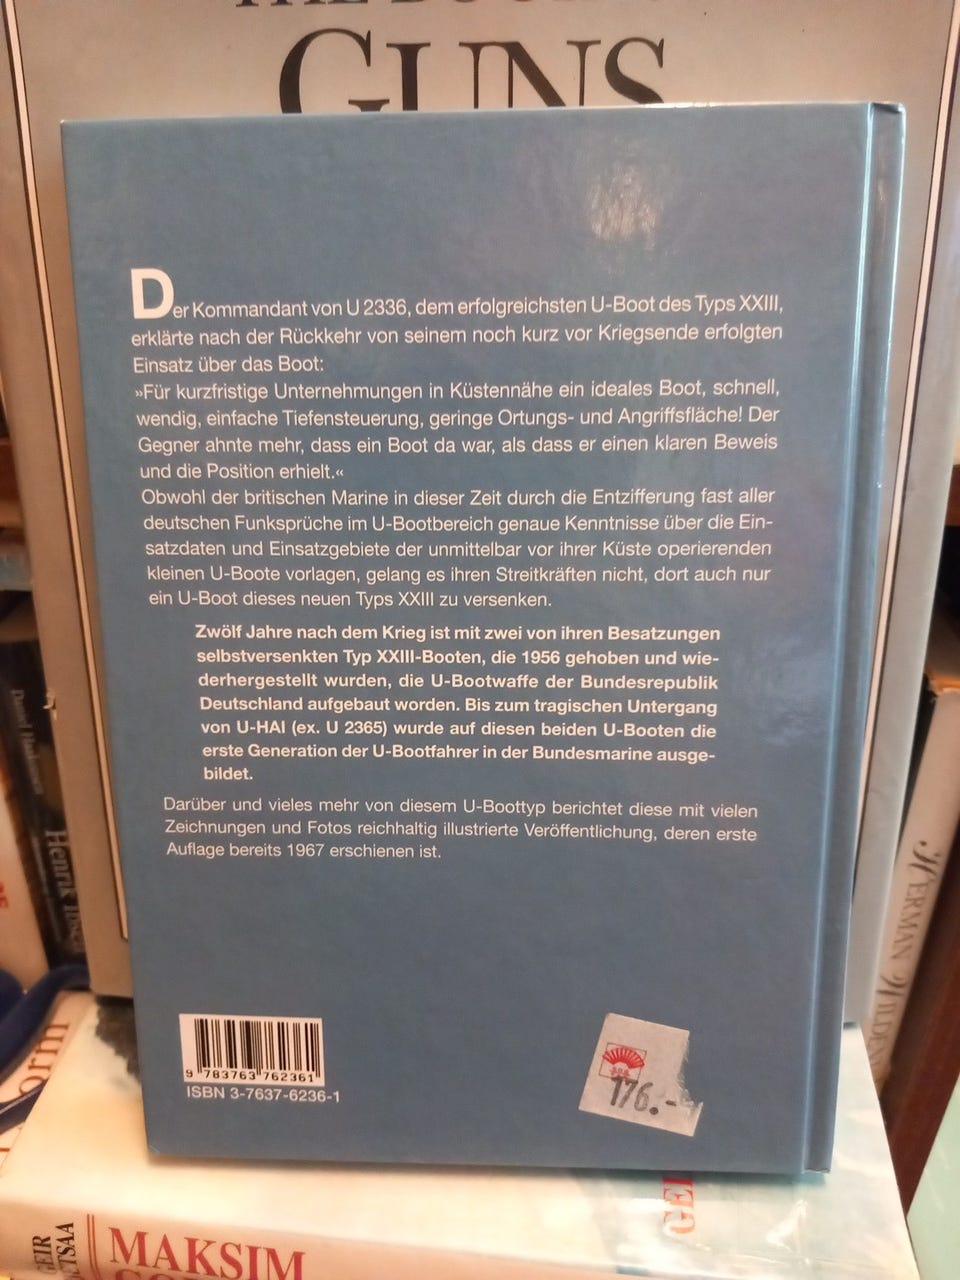 GUNS
Der Kommandant von U 2336, dem erfolgreichsten U-Boot des Typs XXIII,
erklärte nach der Rückkehr von seinem noch kurz vor Kriegsende erfolgten
Einsatz über das Boot:
»Für kurzfristige Unternehmungen in Küstennähe ein ideales Boot, schnell,
wendig, einfache Tiefensteuerung, geringe Ortungs- und Angriffsfläche! Der
Gegner ahnte mehr, dass ein Boot da war, als dass er einen klaren Beweis
und die Position erhielt.«
Obwohl der britischen Marine in dieser Zeit durch die Entzifferung fast aller
deutschen Funksprüche im U-Bootbereich genaue Kenntnisse über die Ein-
satzdaten und Einsatzgebiete der unmittelbar vor ihrer Küste operierenden
kleinen U-Boote vorlagen, gelang es ihren Streitkräften nicht, dort auch nur
ein U-Boot dieses neuen Typs XXIII zu versenken.
Zwölf Jahre nach dem Krieg ist mit zwei von ihren Besatzungen
selbstversenkten Typ XXIII-Booten, die 1956 gehoben und wie-
derhergestellt wurden, die U-Bootwaffe der Bundesrepublik
Deutschland aufgebaut worden. Bis zum tragischen Untergang
von U-HAI (ex. U 2365) wurde auf diesen beiden U-Booten die
erste Generation der U-Bootfahrer in der Bundesmarine ausge-
bildet.
Darüber und vieles mehr von diesem U-Boottyp berichtet diese mit vielen
Zeichnungen und Fotos reichhaltig illustrierte Veröffentlichung, deren erste
Auflage bereits 1967 erschienen ist.
9 783763 762361
ISBN 3-7637-6236-1
176.-
Henrik
HERMAN WILDEN
GEIR
MAKSIM